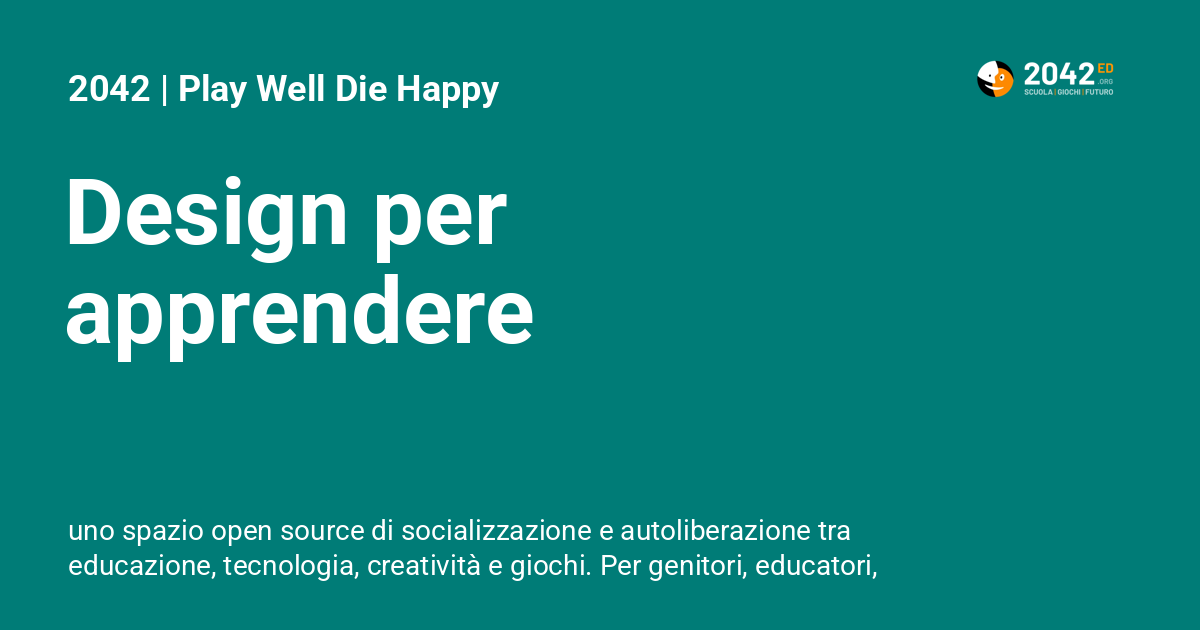 2042 | Play Well Die Happy
2042 ED
.ORG
SCUOLA | GIOCHI | FUTURO
Design per
apprendere
uno spazio open source di socializzazione e autoliberazione tra
educazione, tecnologia, creatività e giochi. Per genitori, educatori,